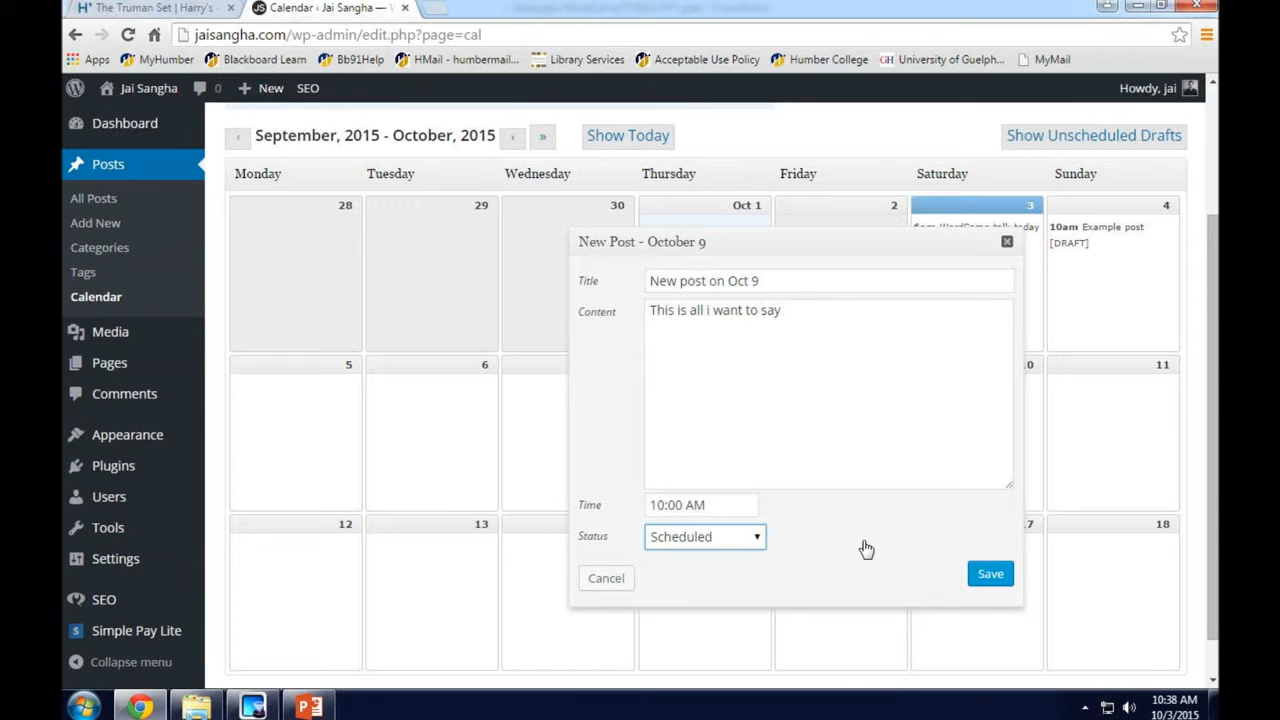 The Truman Set | Harry's -
Calendar ‹ Jai Sangha —
jaisangha.com/wp-admin/edit.php?page=cal
Apps MyHumber Blackboard Learn Bb91Help HMail - humbermail... Library Services Acceptable Use Policy Humber College University of Guelph... MyMail
Jai Sangha 0 New SEO Howdy, jai
Dashboard
Posts
All Posts
Add New
Categories
Tags
Calendar
Media
Pages
Comments
Appearance
Plugins
Users
Tools
Settings
SEO
Simple Pay Lite
Collapse menu
‹ September, 2015 - October, 2015 › » Show Today Show Unscheduled Drafts
Monday Tuesday Wednesday Thursday Friday Saturday Sunday
28 29 30 Oct 1 2 3 4
WordCamp talk today
10am Example post
[DRAFT]
5 6 11
12 13 17 18
New Post - October 9
Title New post on Oct 9
Content This is all i want to say
Time 10:00 AM
Status Scheduled
Cancel Save
10:38 AM
10/3/2015